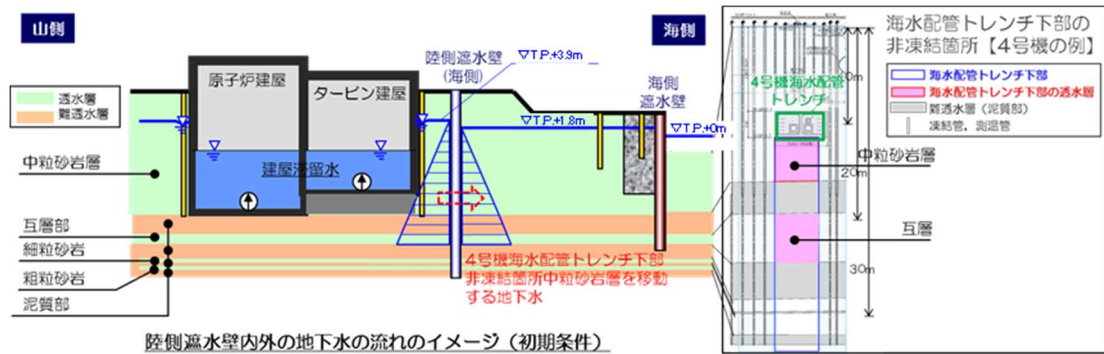 山側
海側
原子炉建屋
タービン建屋
陸側遮水壁
(海側)
▽T.P.+3.9m
海側
遮水壁
▽T.P.+1.8m
▽T.P.+0m
透水層
難透水層
中粒砂岩層
建屋滞留水
互層部
細粒砂岩
粗粒砂岩
泥質部
4号機海水配管トレンチ下部
非凍結箇所中粒砂岩層を移動
する地下水
陸側遮水壁内外の地下水の流れのイメージ（初期条件）
海水配管トレンチ下部の
非凍結箇所【4号機の例】
海水配管トレンチ下部
海水配管トレンチ下部の透水層
難透水層（泥質部）
凍結管，測温管
4号機海水配管
トレンチ
中粒砂岩層
20m
互層
30m